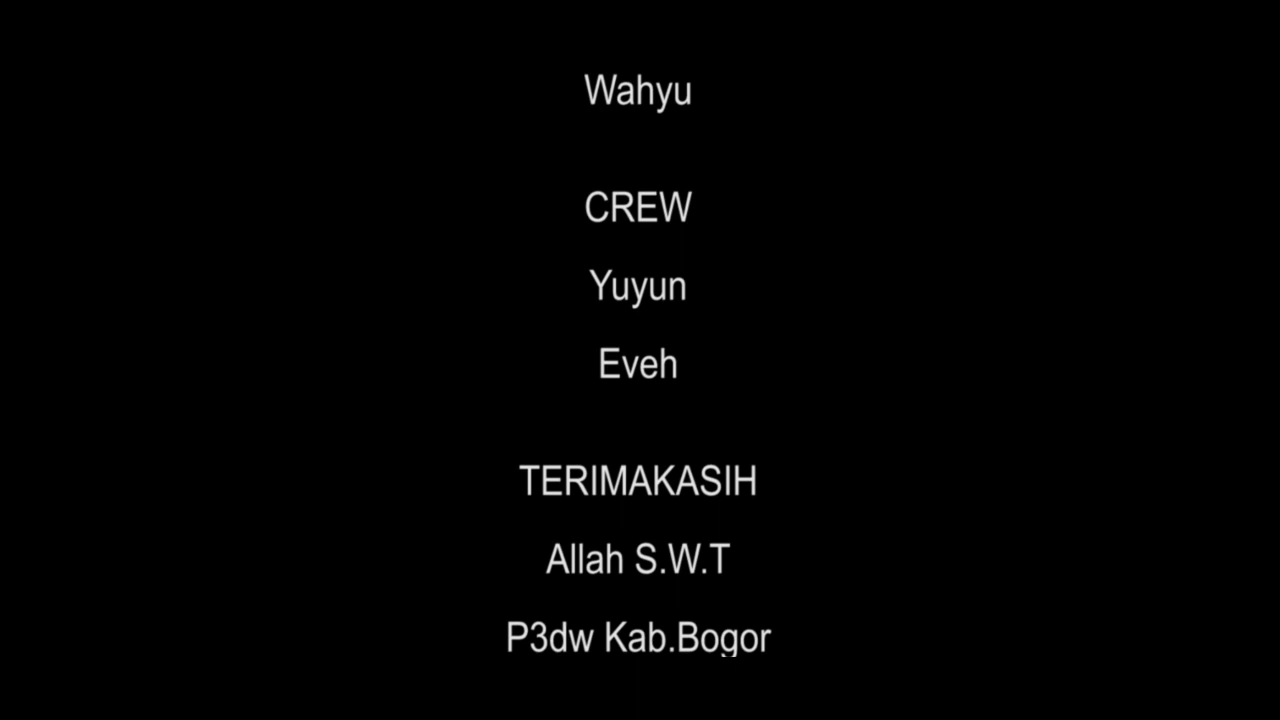 Wahyu
CREW
Yuyun
Eveh
TERIMAKASIH
Allah S.W.T
P3dw Kab.Bogor